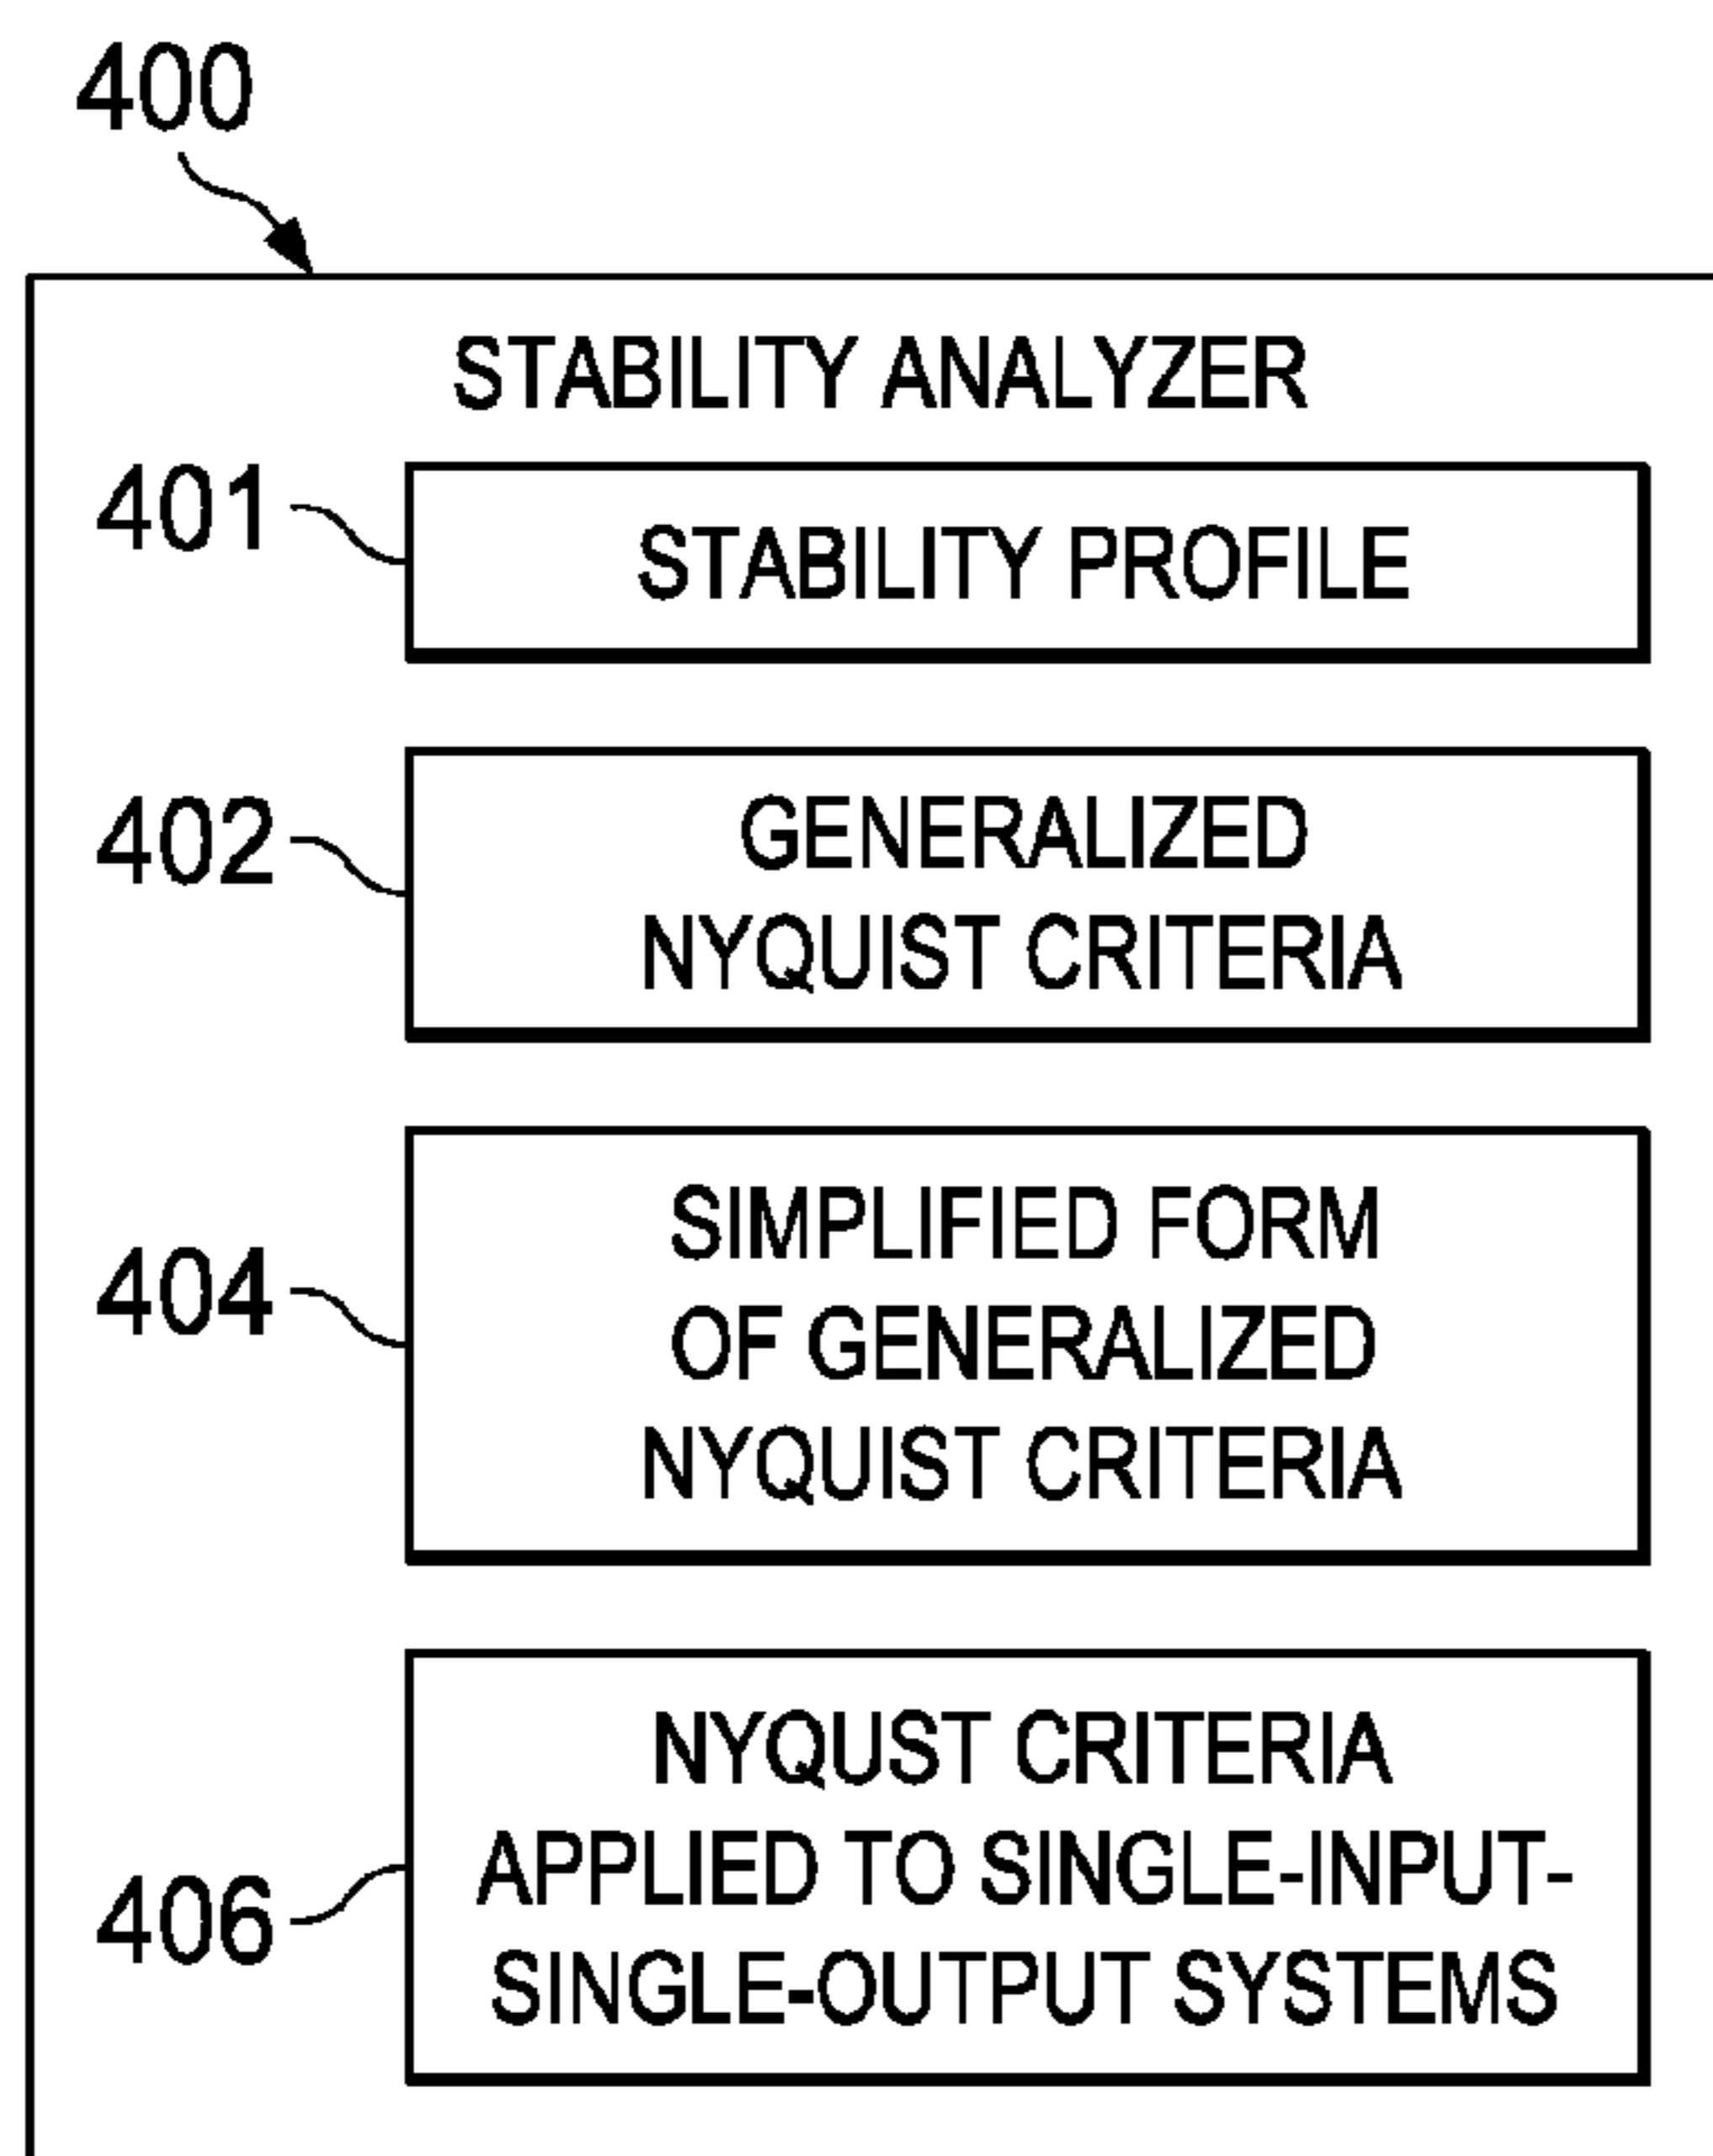 400
STABILITY ANALYZER
401
STABILITY PROFILE
402
GENERALIZED
NYQUIST CRITERIA
404
SIMPLIFIED FORM
OF GENERALIZED
NYQUIST CRITERIA
406
NYQUST CRITERIA
APPLIED TO SINGLE-INPUT-
SINGLE-OUTPUT SYSTEMS